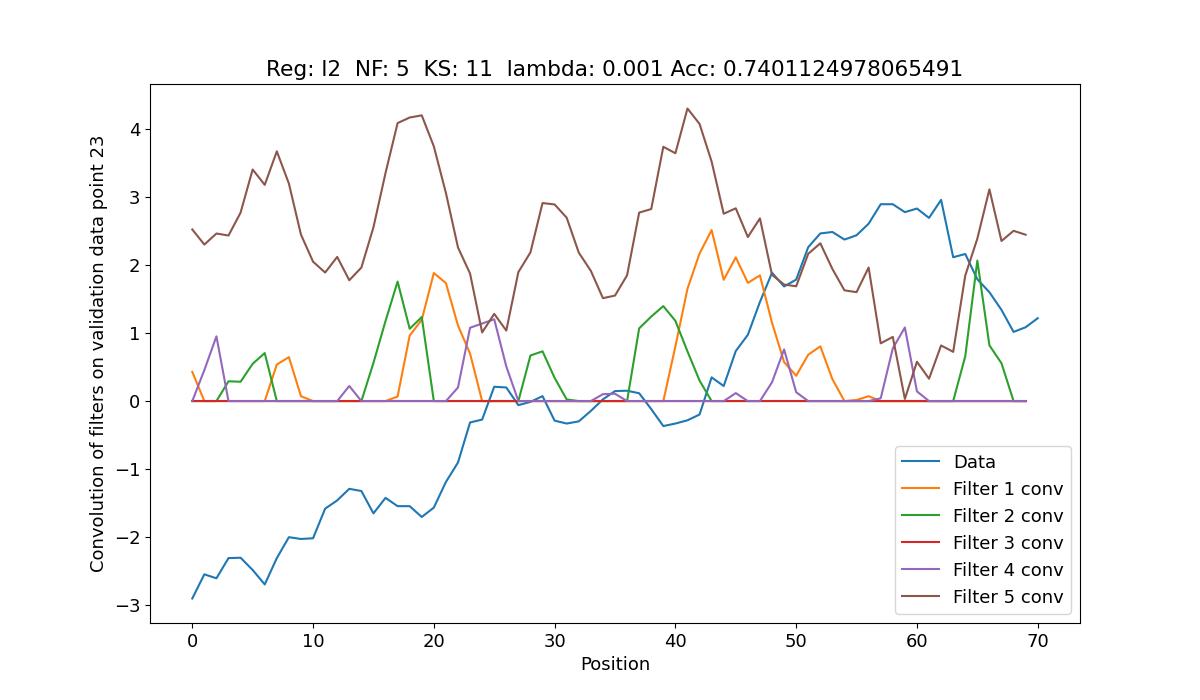 Reg: l2 NF: 5 KS: 11 lambda: 0.001 Acc: 0.7401124978065491
Convolution of filters on validation data point 23
4
3
2
1
0
−1
−2
−3
Data
Filter 1 conv
Filter 2 conv
Filter 3 conv
Filter 4 conv
Filter 5 conv
0 10 20 30 40 50 60 70
Position